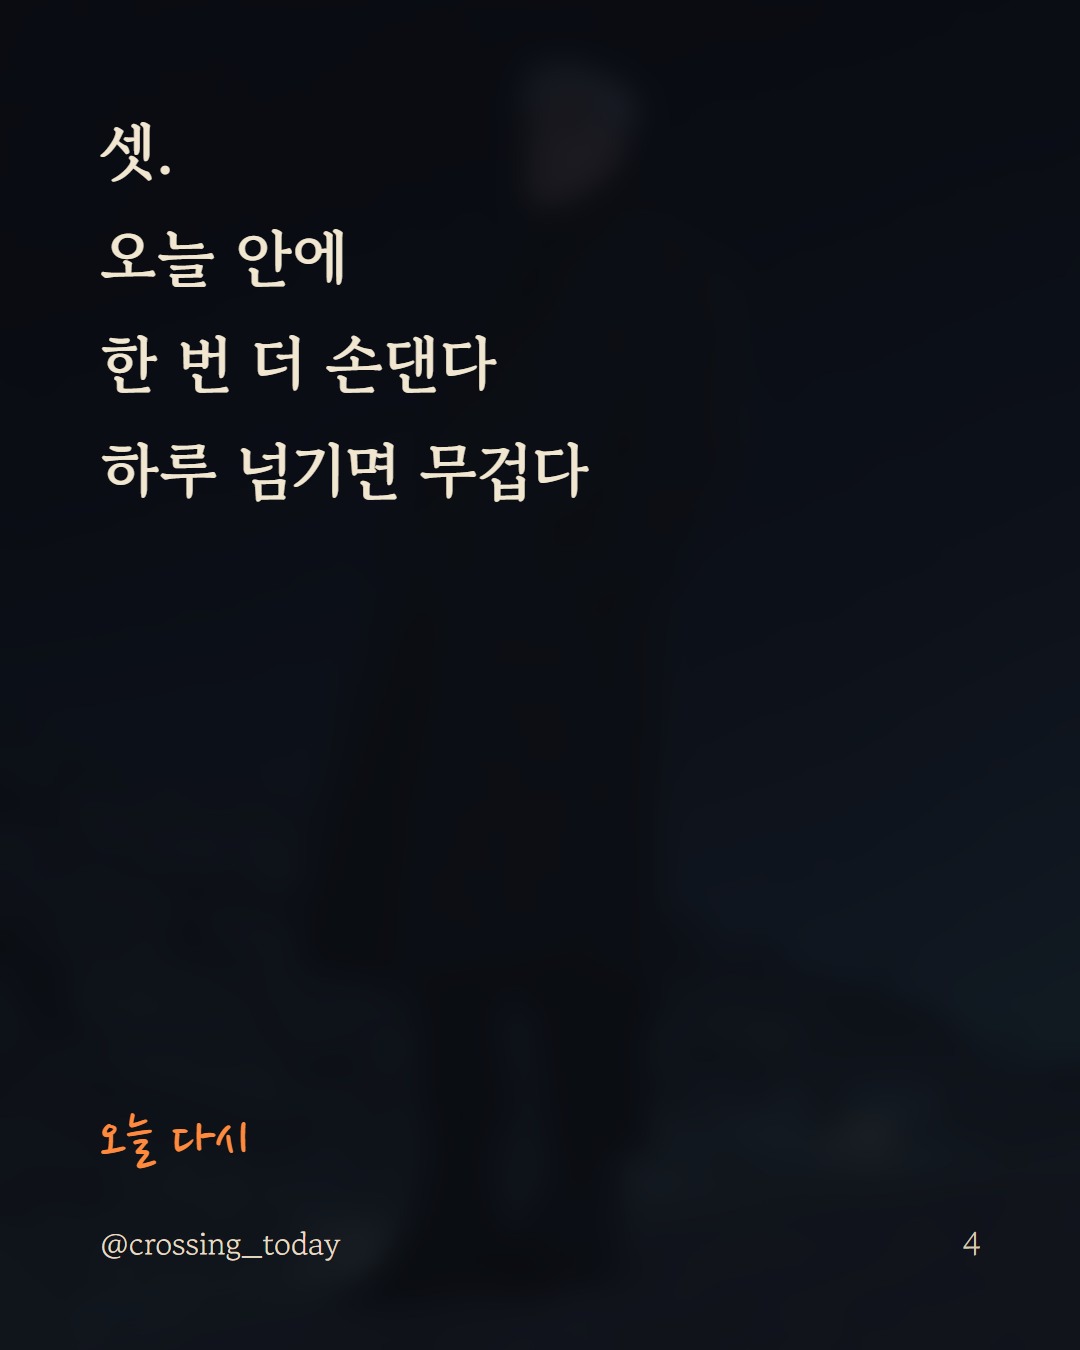 셋.
오늘 안에
한 번 더 손댄다
하루 넘기면 무겁다
오늘 다시
@crossing_today
4